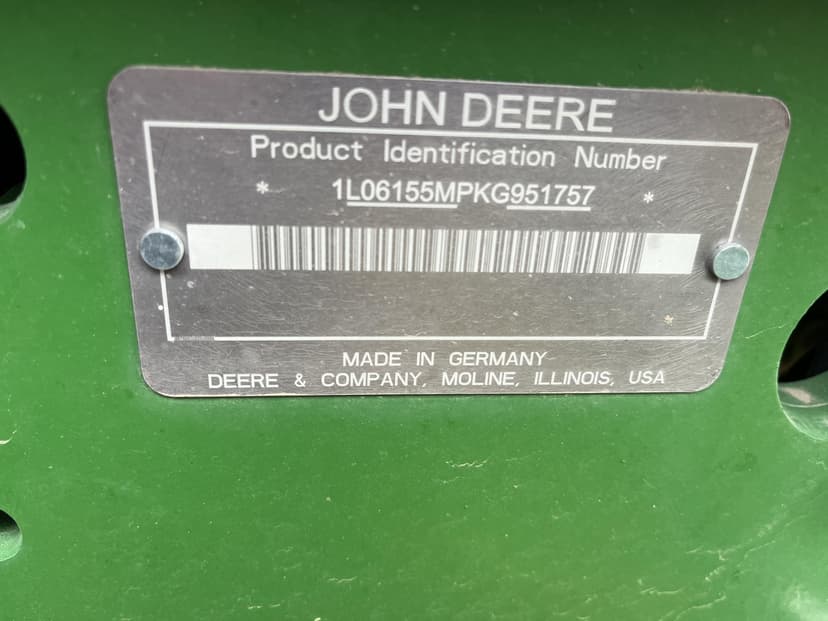 JOHN DEERE
Product Identification Number
* 1L06155MPKG951757 *
MADE IN GERMANY
DEERE & COMPANY, MOLINE, ILLINOIS, USA